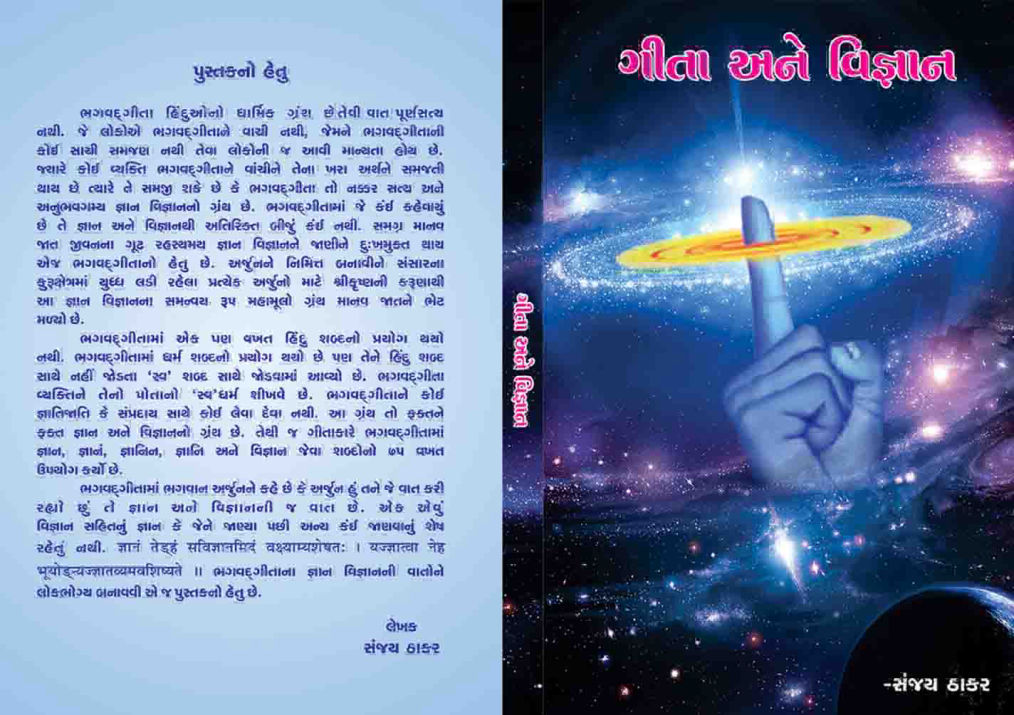 પુસ્તકનો હેતુ
ભગવદ્ગીતા હિંદુઓનો ધાર્મિક ગ્રંથ છે તેવી વાત પૂર્ણસત્ય
નથી. જે લોકોએ ભગવદ્ગીતાને વાચી નથી, જેમને ભગવદ્ગીતાની
કોઈ સાચી સમજણ નથી તેવા લોકોની જ આવી માન્યતા હોય છે.
જ્યારે કોઈ વ્યક્તિ ભગવદ્ગીતાને વાંચીને તેના ખરા અર્થને સમજતી
થાય છે ત્યારે તે સમજી શકે છે કે ભગવદ્ગીતા તો નક્કર સત્ય અને
અનુભવગમ્ય જ્ઞાન વિજ્ઞાનનો ગ્રંથ છે. ભગવદ્ગીતામાં જે કંઈ કહેવાયું
છે તે જ્ઞાન અને વિજ્ઞાનથી અતિરિક્ત બીજું કંઈ નથી. સમગ્ર માનવ
જાત જીવનના ગૂઢ રહસ્યમય જ્ઞાન વિજ્ઞાનને જાણીને દુઃખમુક્ત થાય
એજ ભગવદ્ગીતાનો હેતુ છે. અર્જુનને નિમિત્ત બનાવીને સંસારના
કુરૂક્ષેત્રમાં યુધ્ધ લડી રહેલા પ્રત્યેક અર્જુનો માટે શ્રીકૃષ્ણની કરૂણાથી
આ જ્ઞાન વિજ્ઞાનના સમન્વય રૂપ મહામૂલો ગ્રંથ માનવ જાતને ભેટ
મળ્યો છે.
ભગવદ્ગીતામાં એક પણ વખત હિંદુ શબ્દનો પ્રયોગ થયો
નથી. ભગવદ્ગીતામાં ધર્મ શબ્દનો પ્રયોગ થયો છે પણ તેને હિંદુ શબ્દ
સાથે નહીં જોડતા ‘સ્વ’ શબ્દ સાથે જોડવામાં આવ્યો છે. ભગવદ્ગીતા
વ્યક્તિને તેનો પોતાનો ‘સ્વ’ધર્મ શીખવે છે. ભગવદ્ગીતાને કોઈ
જ્ઞાતિજાતિ કે સંપ્રદાય સાથે કોઈ લેવા દેવા નથી. આ ગ્રંથ તો ફક્તને
ફક્ત જ્ઞાન અને વિજ્ઞાનનો ગ્રંથ છે. તેથી જ ગીતાકારે ભગવદ્ગીતામાં
જ્ઞાન, જ્ઞાનં, જ્ઞાનિન, જ્ઞાનિ અને વિજ્ઞાન જેવા શબ્દોનો ૭૫ વખત
ઉપયોગ કર્યો છે.
ભગવદ્ગીતામાં ભગવાન અર્જુનને કહે છે કે અર્જુન હું તને જે વાત કરી
રહ્યો છું તે જ્ઞાન અને વિજ્ઞાનની જ વાત છે. એક એવું
વિજ્ઞાન સહિતનું જ્ઞાન કે જેને જાણ્યા પછી અન્ય કંઈ જાણવાનું શેષ
રહેતું નથી. ज्ञानं तेऽहं सविज्ञानमिदं वक्ष्याम्यशेषतः । यज्ज्ञात्वा नेह
भूयोऽन्यज्ज्ञातव्यमवशिष्यते ॥ ભગવદ્ગીતાના જ્ઞાન વિજ્ઞાનની વાતોને
લોકભોગ્ય બનાવવી એ જ પુસ્તકનો હેતુ છે.
લેખક
સંજય ઠાકર
ગીતા અને વિજ્ઞાન
ગીતા અને વિજ્ઞાન
-સંજય ઠાકર